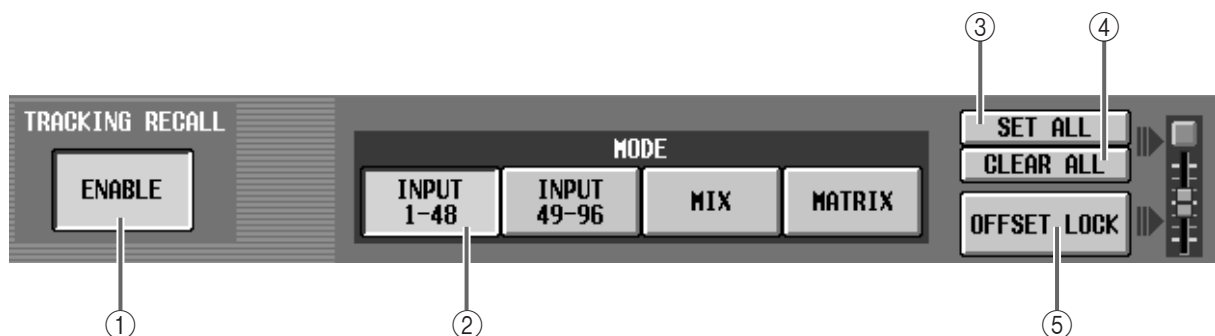 ③
④
TRACKING RECALL
ENABLE
MODE
INPUT
1-48
INPUT
49-96
MIX
MATRIX
SET ALL
CLEAR ALL
OFFSET LOCK
①
②
⑤